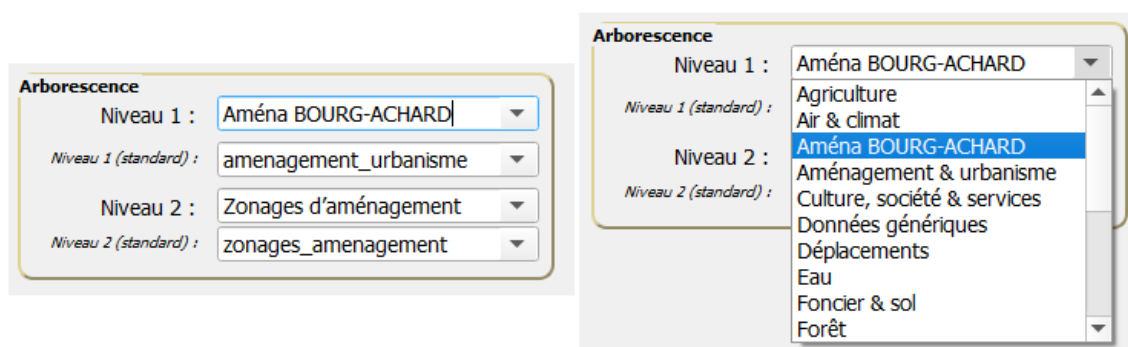 Arborescence
Niveau 1 : Aména BOURG-ACHARD
Niveau 1 (standard) : amenagement_urbanisme
Niveau 2 : Zonages d’aménagement
Niveau 2 (standard) : zonages_amenagement
Arborescence
Niveau 1 : Aména BOURG-ACHARD
Niveau 1 (standard) :
Niveau 2 :
Niveau 2 (standard) :
Agriculture
Air & climat
Aména BOURG-ACHARD
Aménagement & urbanisme
Culture, société & services
Données génériques
Déplacements
Eau
Foncier & sol
Forêt